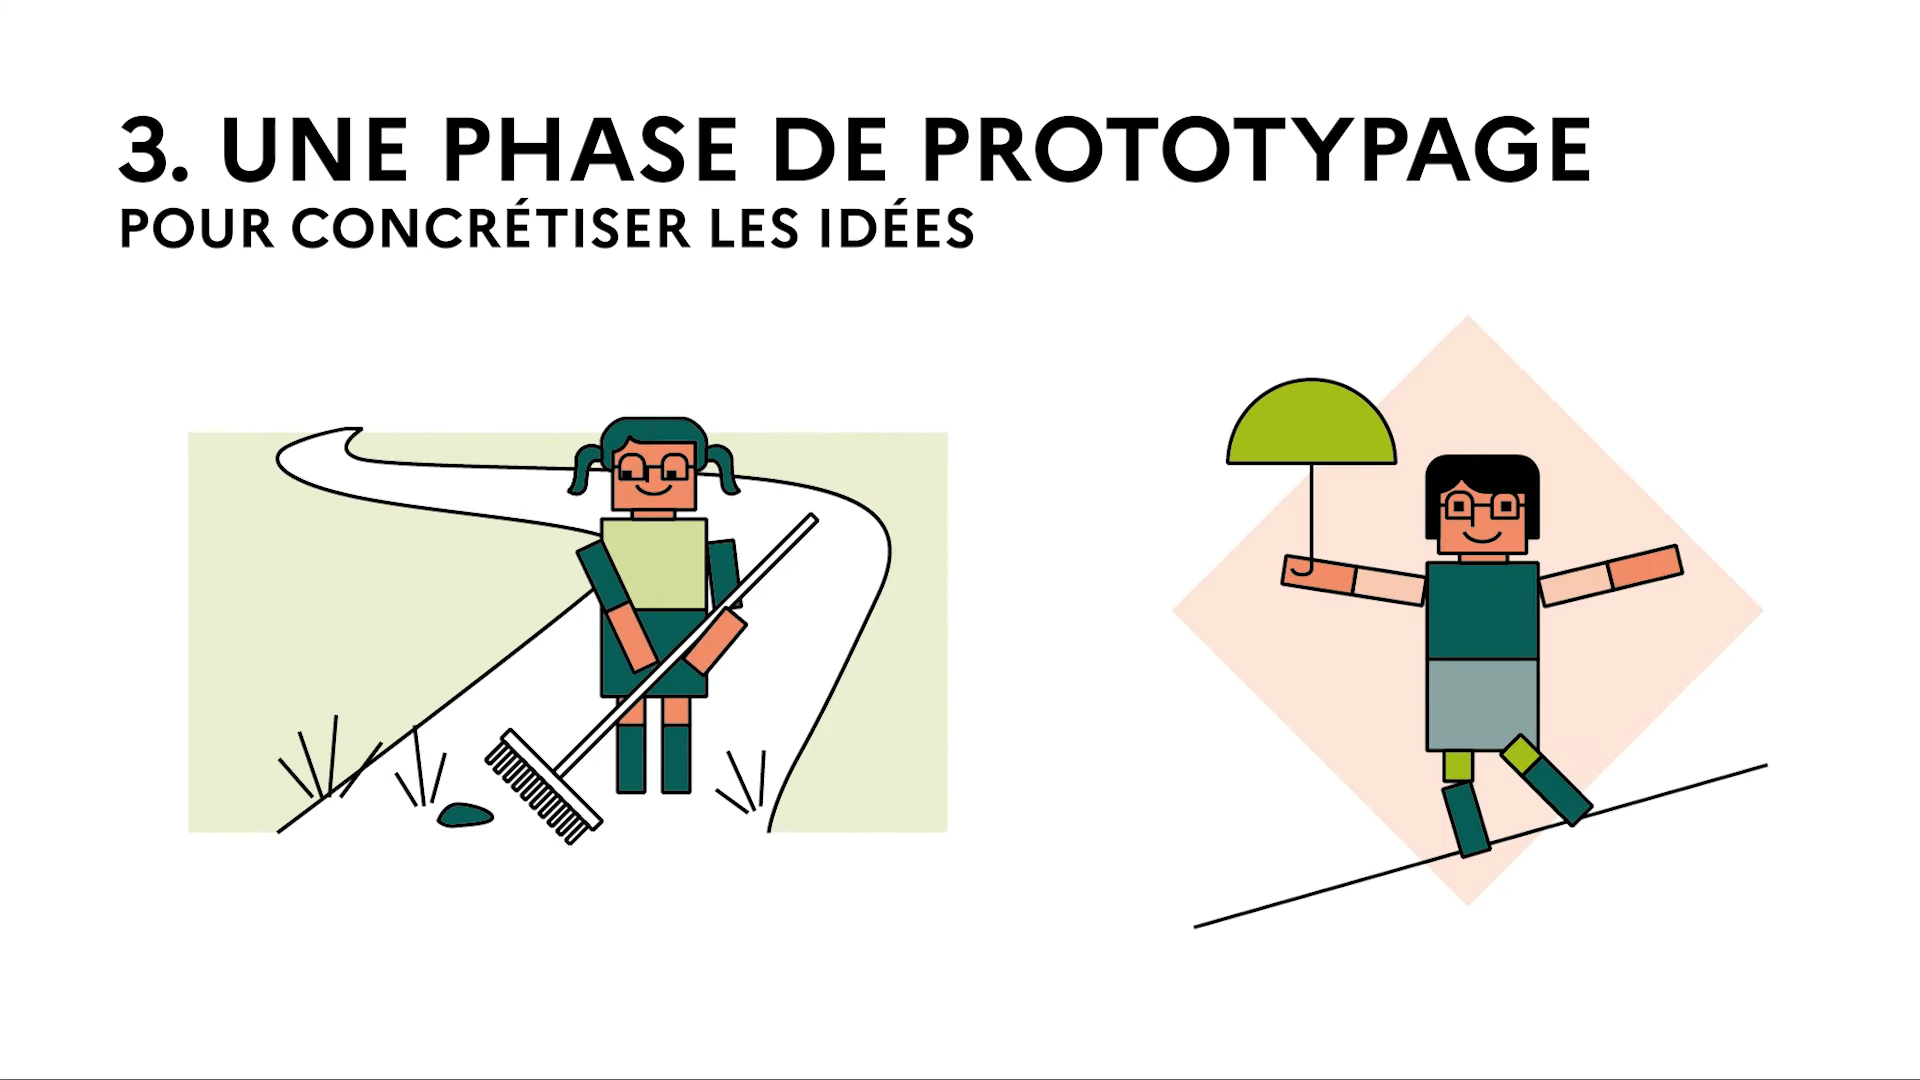 3. UNE PHASE DE PROTOTYPAGE
POUR CONCRÉTISER LES IDÉES